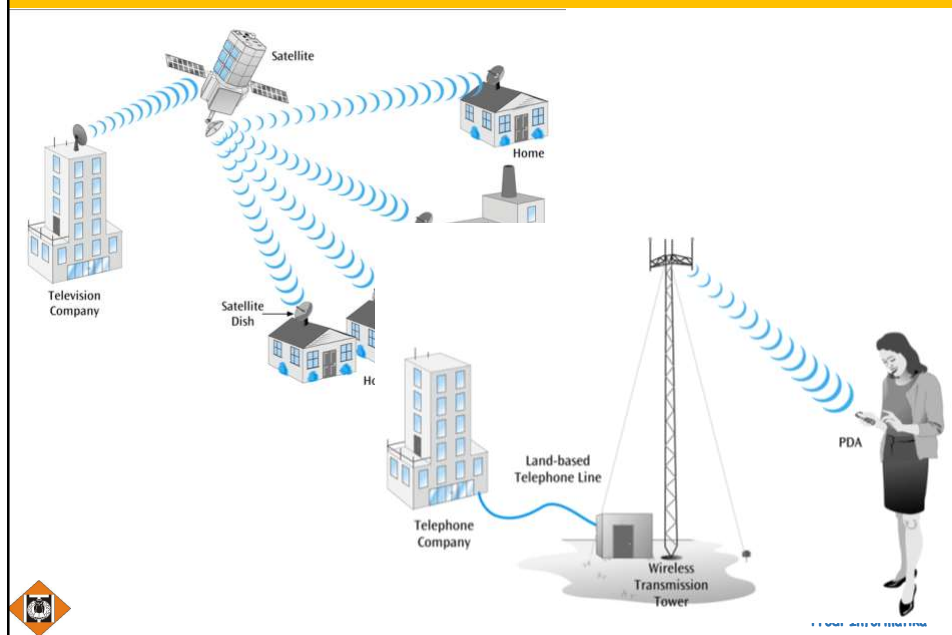 Satellite
Home
Television
Company
Satellite
Dish
PDA
Land-based
Telephone Line
Telephone
Company
Wireless
Transmission
Tower